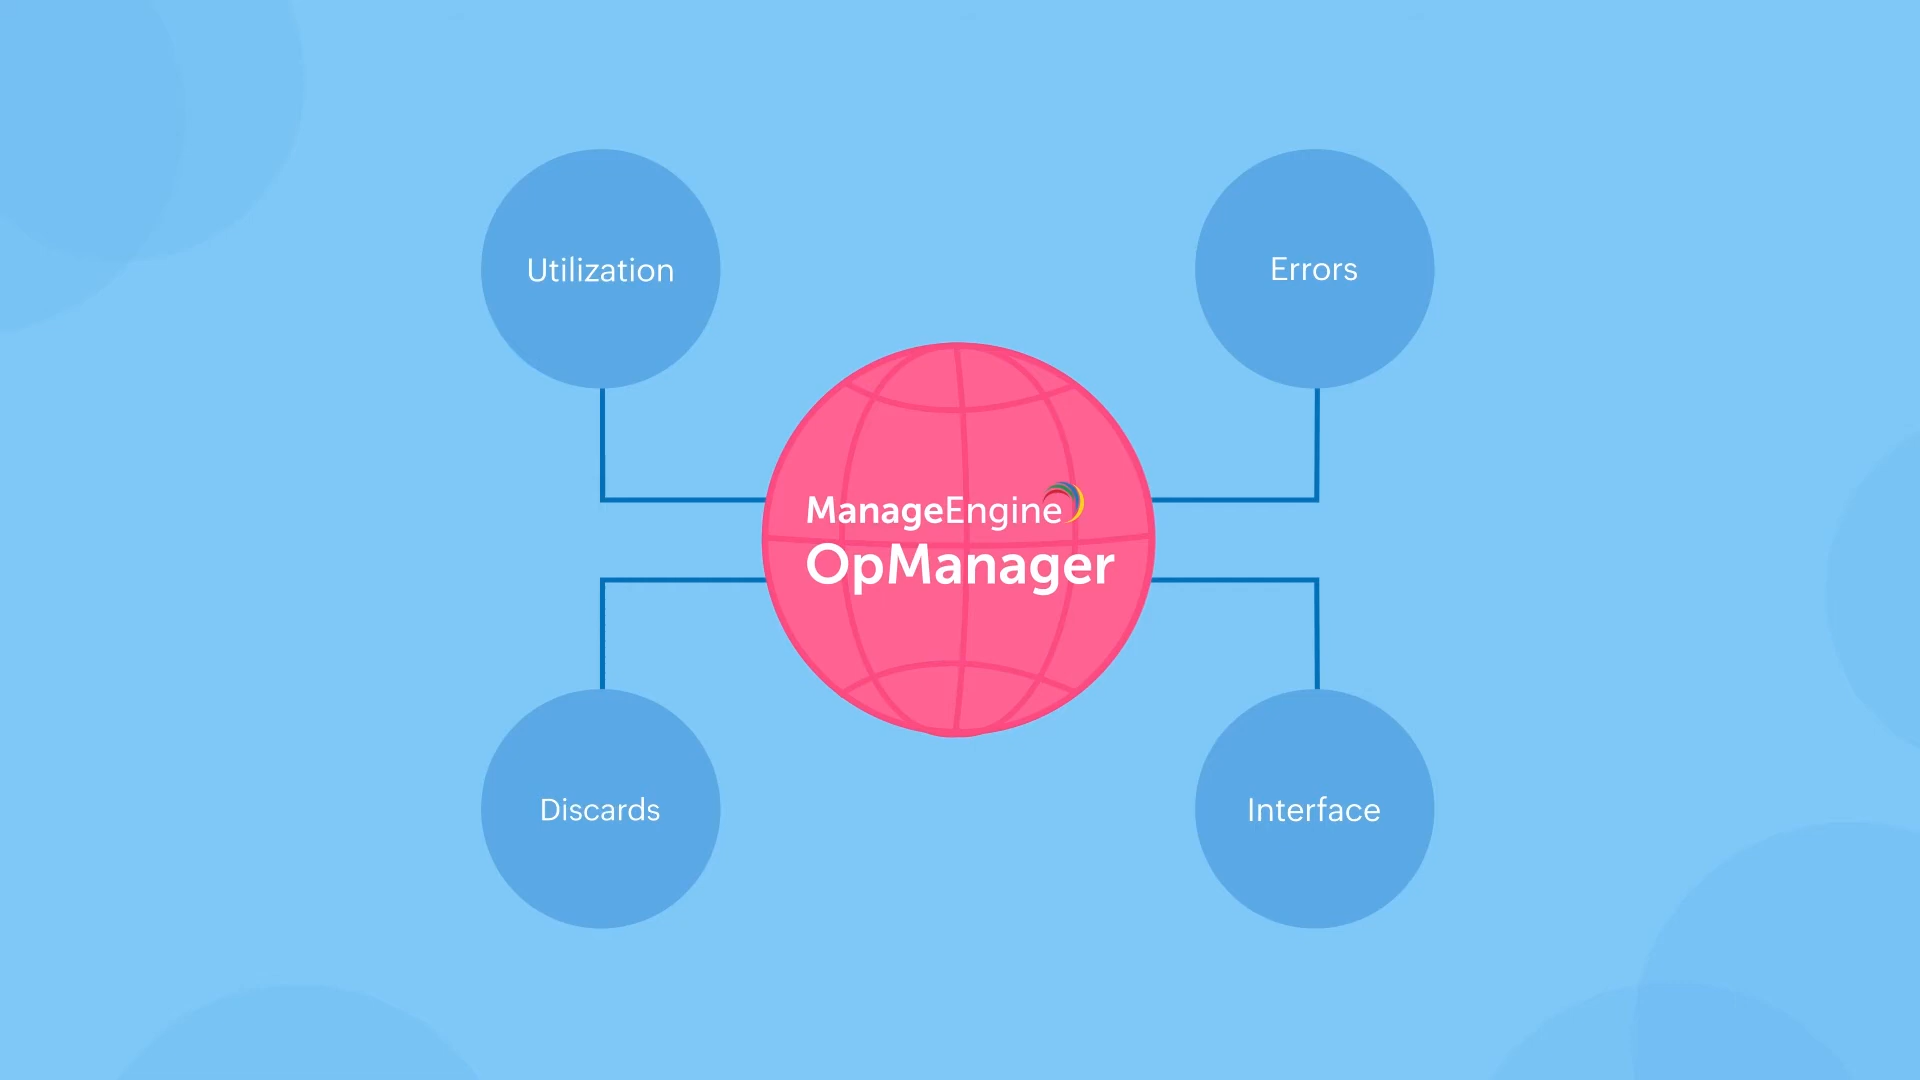 Utilization
Errors
ManageEngine
OpManager
Discards
Interface